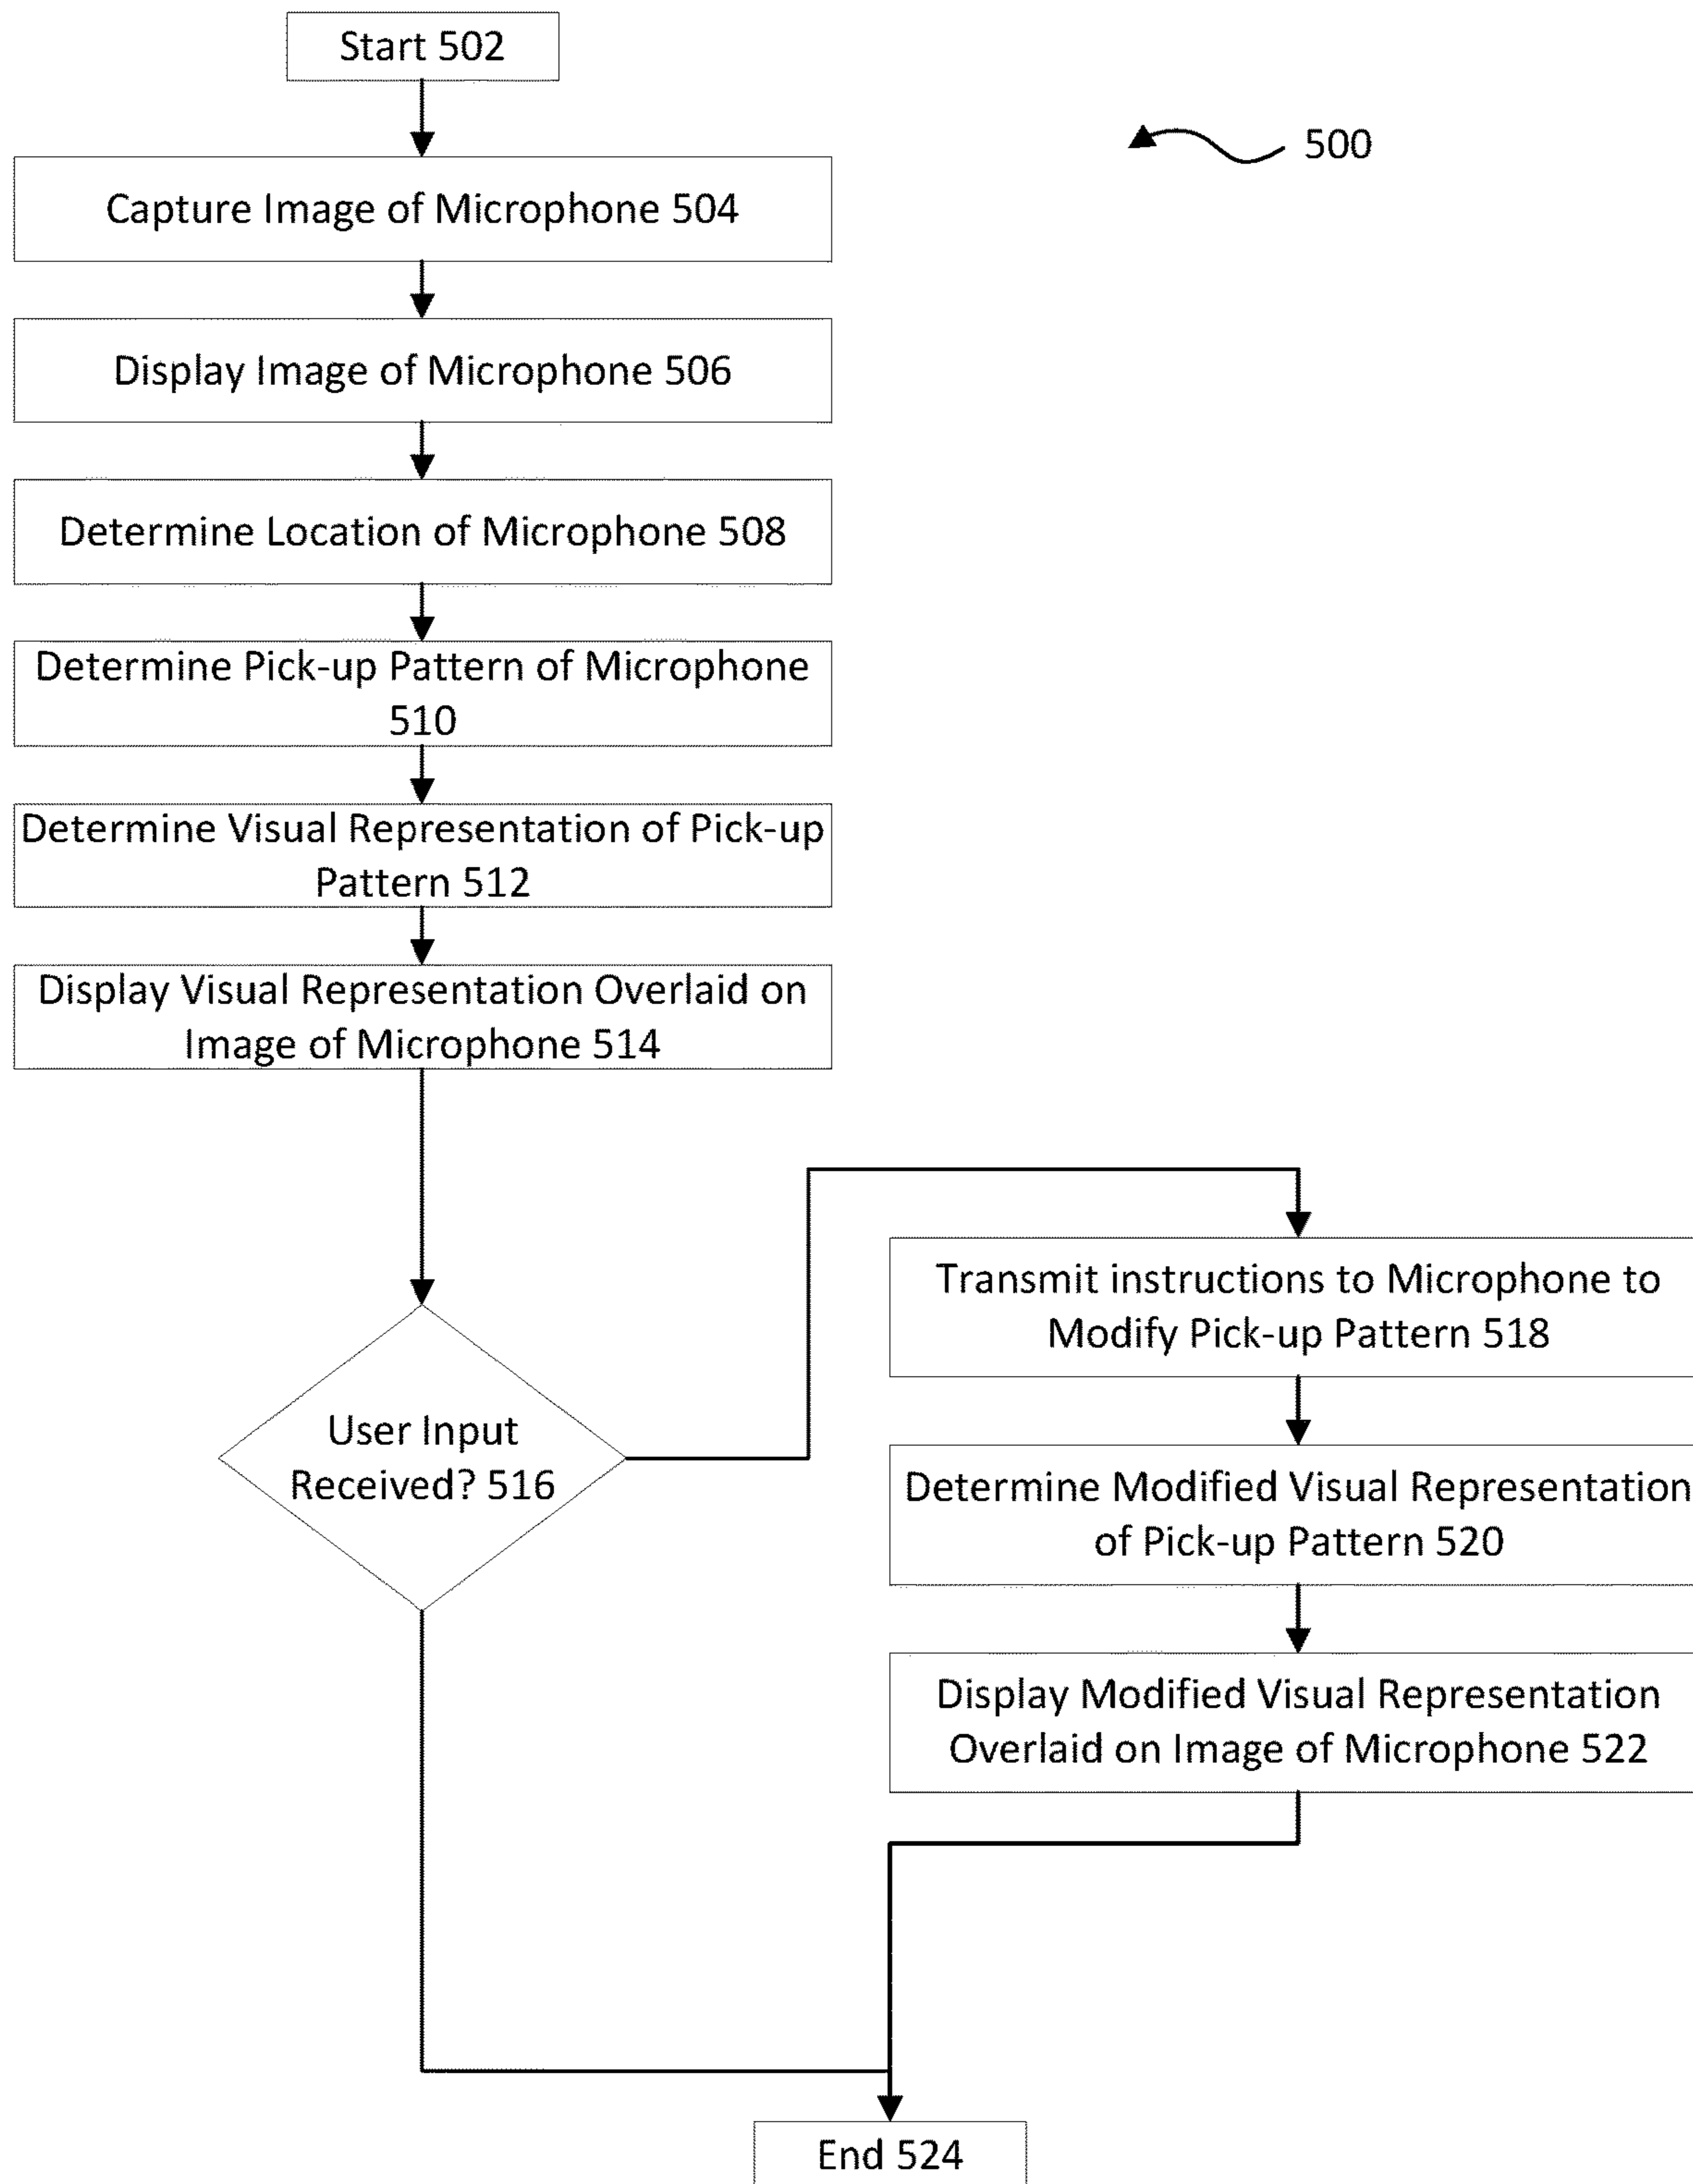 Start 502
500
Capture Image of Microphone 504
Display Image of Microphone 506
Determine Location of Microphone 508
Determine Pick-up Pattern of Microphone
510
Determine Visual Representation of Pick-up
Pattern 512
Display Visual Representation Overlaid on
Image of Microphone 514
User Input
Received? 516
Transmit instructions to Microphone to
Modify Pick-up Pattern 518
Determine Modified Visual Representation
of Pick-up Pattern 520
Display Modified Visual Representation
Overlaid on Image of Microphone 522
End 524